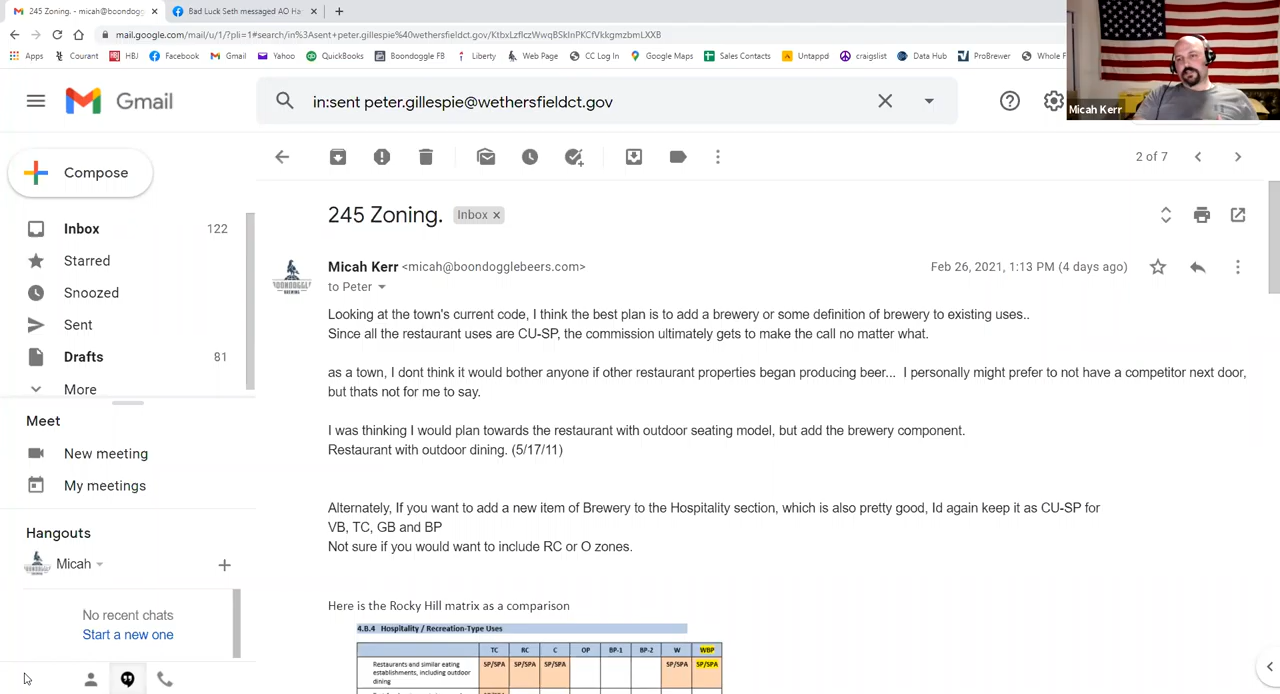 245 Zoning. - micah@boondogg
Bad Luck Seth messaged AO Ha
mail.google.com/mail/u/1/?pli=1#search/in%3Asent+peter.gillespie%40wethersfieldct.gov/KtbxLzflczWwqBSklnPKCfVkkgmzbmLXXB
Apps Courant HBJ Facebook Gmail Yahoo QuickBooks Boondoggle FB Libert Web Page CC Log In Google Maps Sales Contacts Untappd craigslist Data Hub ProBrewer Whole F
Micah Kerr
Gmail
in:sent peter.gillespie@wethersfieldct.gov
Compose
2 of 7
245 Zoning. Inbox
Inbox 122
Starred
Snoozed
Sent
Drafts 81
More
Meet
New meeting
My meetings
Hangouts
Micah
No recent chats
Start a new one
Micah Kerr <micah@boondogglebeers.com>
Feb 26, 2021, 1:13 PM (4 days ago)
to Peter
Looking at the town's current code, I think the best plan is to add a brewery or some definition of brewery to existing uses..
Since all the restaurant uses are CU-SP, the commission ultimately gets to make the call no matter what.
as a town, I dont think it would bother anyone if other restaurant properties began producing beer... I personally might prefer to not have a competitor next door,
but thats not for me to say.
I was thinking I would plan towards the restaurant with outdoor seating model, but add the brewery component.
Restaurant with outdoor dining. (5/17/11)
Alternately, If you want to add a new item of Brewery to the Hospitality section, which is also pretty good, Id again keep it as CU-SP for
VB, TC, GB and BP
Not sure if you would want to include RC or O zones.
Here is the Rocky Hill matrix as a comparison
4.B.4 Hospitality / Recreation-Type Uses
TC RC C OP BP-1 BP-2 W WBP
Restaurants and similar eating
establishments, including outdoor
dining
SP/SPA SP/SPA SP/SPA SP/SPA SP/SPA